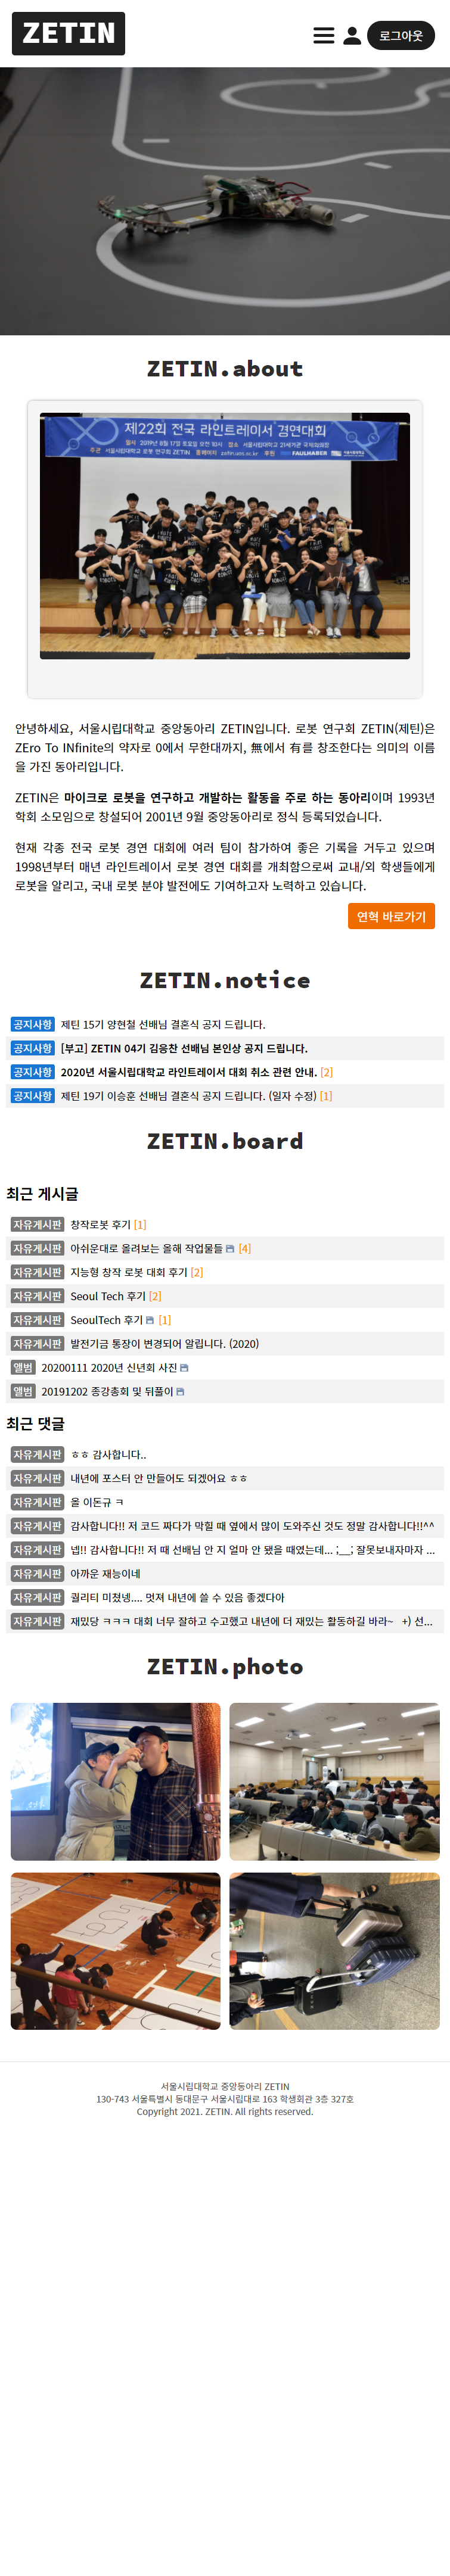 ZETIN
로그아웃
ZETIN.about
제22회 전국 라인트레이서 경연대회
일시 2019년 8월 17일 토요일 오전 10시 장소 서울시립대학교 21세기관 국제회의장
주관 서울시립대학교 로봇 연구회 ZETIN 홈페이지 zetin.uos.ac.kr 후원 FAULHABER
안녕하세요, 서울시립대학교 중앙동아리 ZETIN입니다. 로봇 연구회 ZETIN(제틴)은
ZEro To INfinite의 약자로 0에서 무한대까지, 無에서 有를 창조한다는 의미의 이름
을 가진 동아리입니다.
ZETIN은 마이크로 로봇을 연구하고 개발하는 활동을 주로 하는 동아리이며 1993년
학회 소모임으로 창설되어 2001년 9월 중앙동아리로 정식 등록되었습니다.
현재 각종 전국 로봇 경연 대회에 여러 팀이 참가하여 좋은 기록을 거두고 있으며
1998년부터 매년 라인트레이서 로봇 경연 대회를 개최함으로써 교내/외 학생들에게
로봇을 알리고, 국내 로봇 분야 발전에도 기여하고자 노력하고 있습니다.
연혁 바로가기
ZETIN.notice
공지사항 제틴 15기 양현철 선배님 결혼식 공지 드립니다.
공지사항 [부고] ZETIN 04기 김응찬 선배님 본인상 공지 드립니다.
공지사항 2020년 서울시립대학교 라인트레이서 대회 취소 관련 안내. [2]
공지사항 제틴 19기 이승훈 선배님 결혼식 공지 드립니다. (일자 수정) [1]
ZETIN.board
최근 게시글
자유게시판 창작로봇 후기 [1]
자유게시판 아쉬운대로 올려보는 올해 작업물들 [4]
자유게시판 지능형 창작 로봇 대회 후기 [2]
자유게시판 Seoul Tech 후기 [2]
자유게시판 SeoulTech 후기 [1]
자유게시판 발전기금 통장이 변경되어 알립니다. (2020)
앨범 20200111 2020년 신년회 사진
앨범 20191202 종강총회 및 뒤풀이
최근 댓글
자유게시판 ㅎㅎ 감사합니다..
자유게시판 내년에 포스터 안 만들어도 되겠어요 ㅎㅎ
자유게시판 올 이돈규 ㅋ
자유게시판 감사합니다!! 저 코드 짜다가 막힐 때 옆에서 많이 도와주신 것도 정말 감사합니다!!^^
자유게시판 넵!! 감사합니다!! 저 때 선배님 안 지 얼마 안 됐을 때였는데... ;__; 잘못보내자마자 ...
자유게시판 아까운 재능이네
자유게시판 퀄리티 미쳤넹.... 멋져 내년에 쓸 수 있음 좋겠다아
자유게시판 재밌당 ㅋㅋㅋ 대회 너무 잘하고 수고했고 내년에 더 재밌는 활동하길 바라~ +) 선...
ZETIN.photo
서울시립대학교 중앙동아리 ZETIN
130-743 서울특별시 동대문구 서울시립대로 163 학생회관 3층 327호
Copyright 2021. ZETIN. All rights reserved.